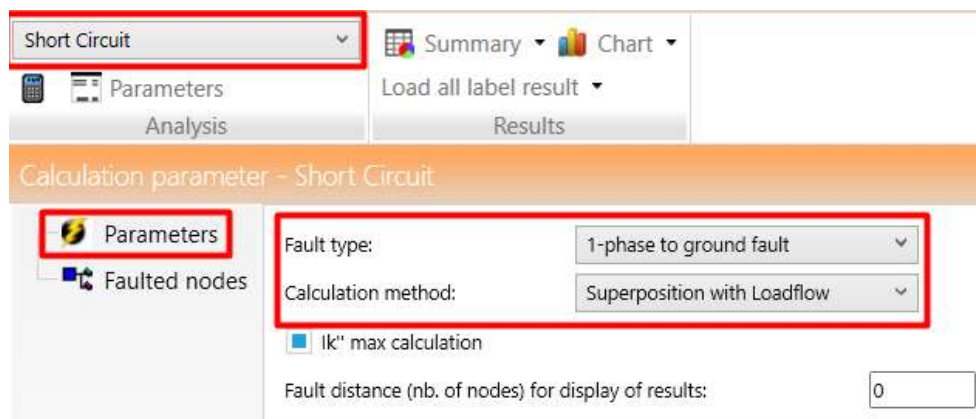 Short Circuit
Summary
Chart
Parameters
Load all label result
Analysis
Results
Calculation parameter - Short Circuit
Parameters
Faulted nodes
Fault type:
1-phase to ground fault
Calculation method:
Superposition with Loadflow
Ik" max calculation
Fault distance (nb. of nodes) for display of results:
0